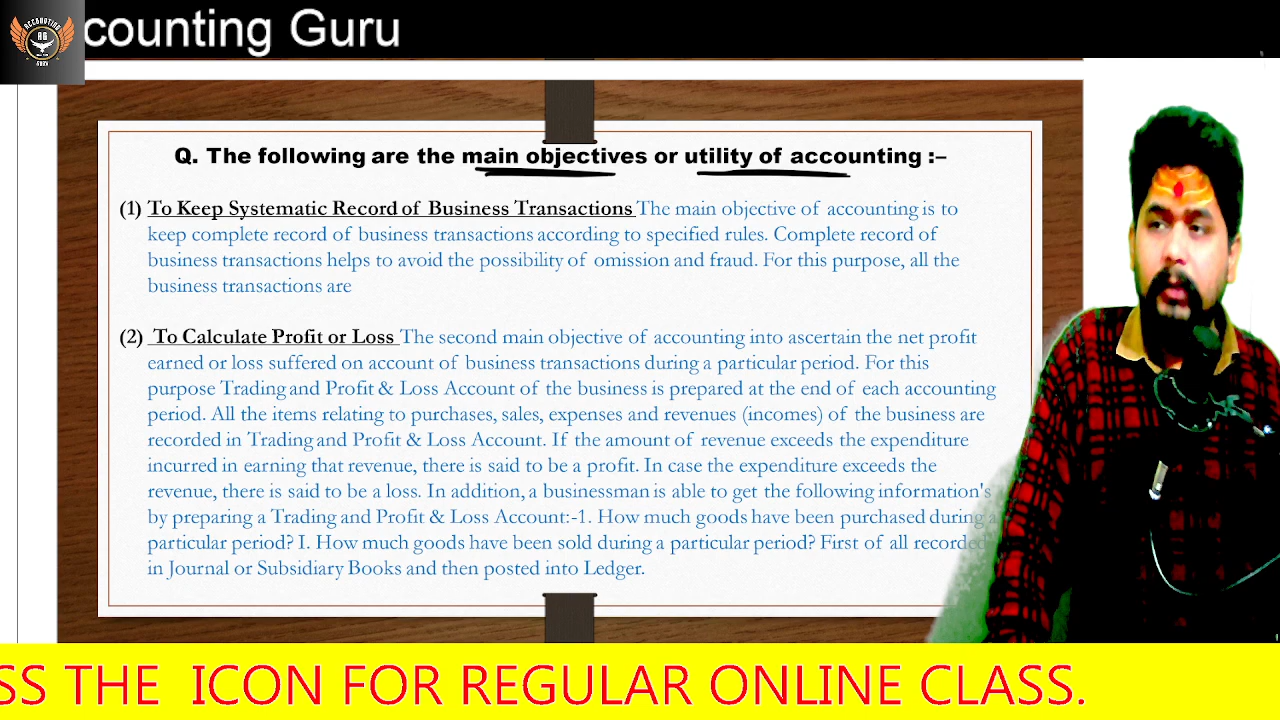 counting Guru
ACCOUNTING
AG
GURU
Q. The following are the main objectives or utility of accounting :–
(1) To Keep Systematic Record of Business Transactions The main objective of accounting is to
keep complete record of business transactions according to specified rules. Complete record of
business transactions helps to avoid the possibility of omission and fraud. For this purpose, all the
business transactions are
(2) To Calculate Profit or Loss The second main objective of accounting into ascertain the net profit
earned or loss suffered on account of business transactions during a particular period. For this
purpose Trading and Profit & Loss Account of the business is prepared at the end of each accounting
period. All the items relating to purchases, sales, expenses and revenues (incomes) of the business are
recorded in Trading and Profit & Loss Account. If the amount of revenue exceeds the expenditure
incurred in earning that revenue, there is said to be a profit. In case the expenditure exceeds the
revenue, there is said to be a loss. In addition, a businessman is able to get the following information's
by preparing a Trading and Profit & Loss Account:-1. How much goods have been purchased during a
particular period? I. How much goods have been sold during a particular period? First of all recorded
in Journal or Subsidiary Books and then posted into Ledger.
SS THE ICON FOR REGULAR ONLINE CLASS.